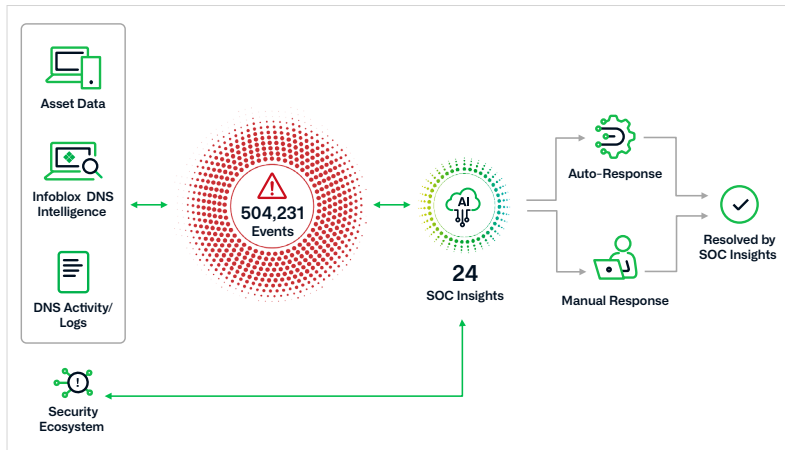 Asset Data
Infoblox DNS
Intelligence
DNS Activity/
Logs
Security
Ecosystem
504,231
Events
AI
24
SOC Insights
Auto-Response
Manual Response
Resolved by
SOC Insights